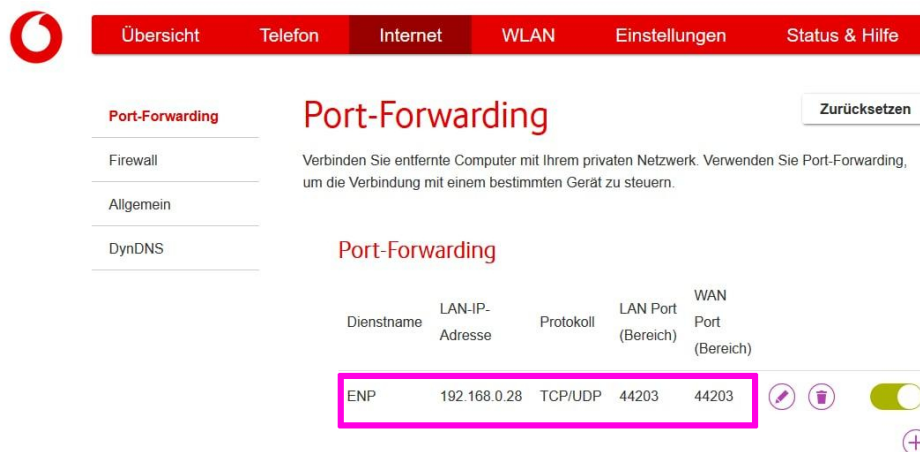 Übersicht Telefon Internet WLAN Einstellungen Status & Hilfe
Port-Forwarding
Firewall
Allgemein
DynDNS
Port-Forwarding
Zurücksetzen
Verbinden Sie entfernte Computer mit Ihrem privaten Netzwerk. Verwenden Sie Port-Forwarding,
um die Verbindung mit einem bestimmten Gerät zu steuern.
Port-Forwarding
Dienstname LAN-IP-Adresse Protokoll LAN Port (Bereich) WAN Port (Bereich)
ENP 192.168.0.28 TCP/UDP 44203 44203